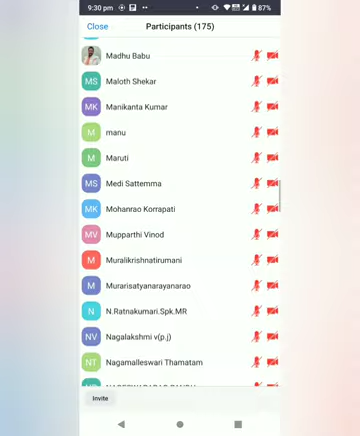 9:30 pm
87%
Close
Participants (175)
Madhu Babu
MS Maloth Shekar
MK Manikanta Kumar
M manu
M Maruti
MS Medi Sattemma
MK Mohanrao Korrapati
MV Mupparthi Vinod
M Muralikrishnatirumani
M Murarisatyanarayanarao
N N.Ratnakumari.Spk.MR
NV Nagalakshmi v(p.j)
NT Nagamalleswari Thamatam
Invite